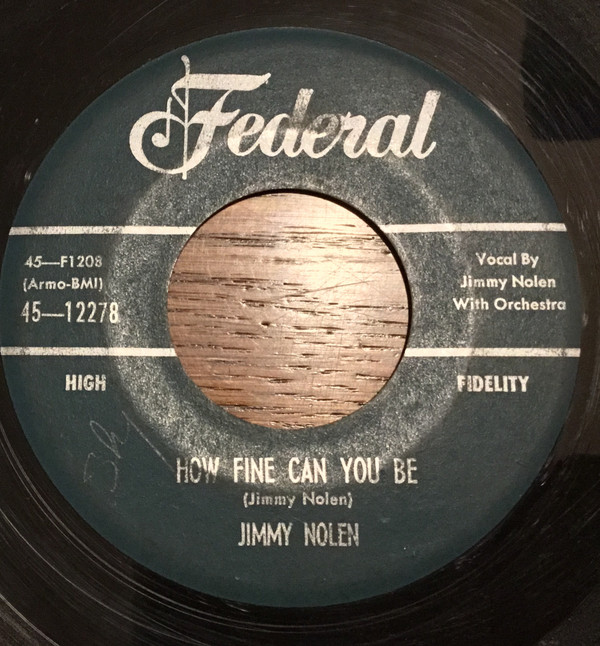 Federal
45—F1208
(Armo-BMI)
45—12278
Vocal By
Jimmy Nolen
With Orchestra
HIGH FIDELITY
HOW FINE CAN YOU BE
(Jimmy Nolen)
JIMMY NOLEN